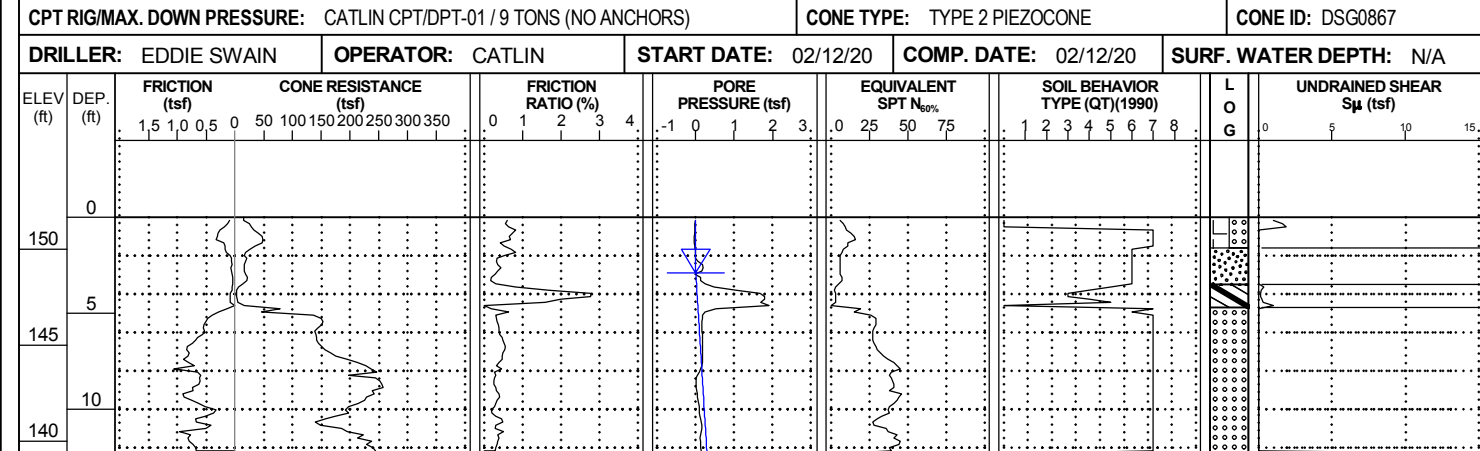 CPT RIG/MAX. DOWN PRESSURE: CATLIN CPT/DPT-01 / 9 TONS (NO ANCHORS) CONE TYPE: TYPE 2 PIEZOCONE CONE ID: DSG0867
DRILLER: EDDIE SWAIN OPERATOR: CATLIN START DATE: 02/12/20 COMP. DATE: 02/12/20 SURF. WATER DEPTH: N/A
ELEV (ft)
DEP. (ft)
FRICTION (tsf)
1.5 1.0 0.5 0
CONE RESISTANCE (tsf)
50 100 150 200 250 300 350
FRICTION RATIO (%)
0 1 2 3 4
PORE PRESSURE (tsf)
-1 0 1 2 3
EQUIVALENT SPT N60%
0 25 50 75
SOIL BEHAVIOR TYPE (QT)(1990)
1 2 3 4 5 6 7 8
LOG
UNDRAINED SHEAR Sµ (tsf)
0 5 10 15
0
150
5
145
10
140